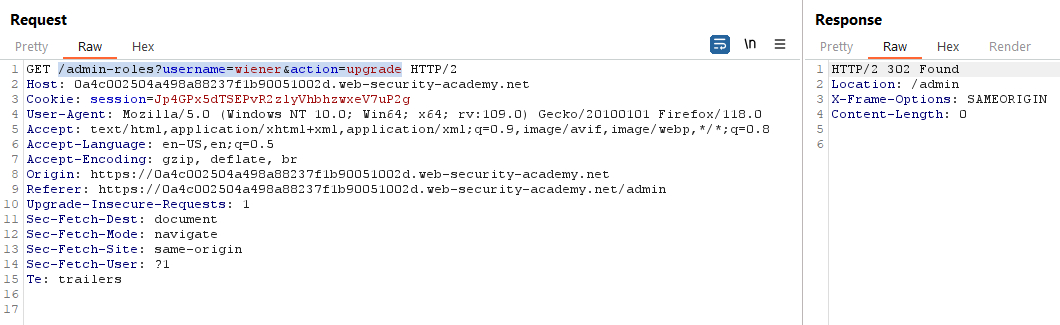 Request
Pretty Raw Hex
\n
1 GET /admin-roles?username=wiener&action=upgrade HTTP/2
2 Host: 0a4c002504a498a88237f1b90051002d.web-security-academy.net
3 Cookie: session=Jp4GPx5dTSEPvR2zlyVhbhzwxeV7uP2g
4 User-Agent: Mozilla/5.0 (Windows NT 10.0; Win64; x64; rv:109.0) Gecko/20100101 Firefox/118.0
5 Accept: text/html,application/xhtml+xml,application/xml;q=0.9,image/avif,image/webp,*/*;q=0.8
6 Accept-Language: en-US,en;q=0.5
7 Accept-Encoding: gzip, deflate, br
8 Origin: https://0a4c002504a498a88237f1b90051002d.web-security-academy.net
9 Referer: https://0a4c002504a498a88237f1b90051002d.web-security-academy.net/admin
10 Upgrade-Insecure-Requests: 1
11 Sec-Fetch-Dest: document
12 Sec-Fetch-Mode: navigate
13 Sec-Fetch-Site: same-origin
14 Sec-Fetch-User: ?1
15 Te: trailers
16
17
Response
Pretty Raw Hex Render
1 HTTP/2 302 Found
2 Location: /admin
3 X-Frame-Options: SAMEORIGIN
4 Content-Length: 0
5
6